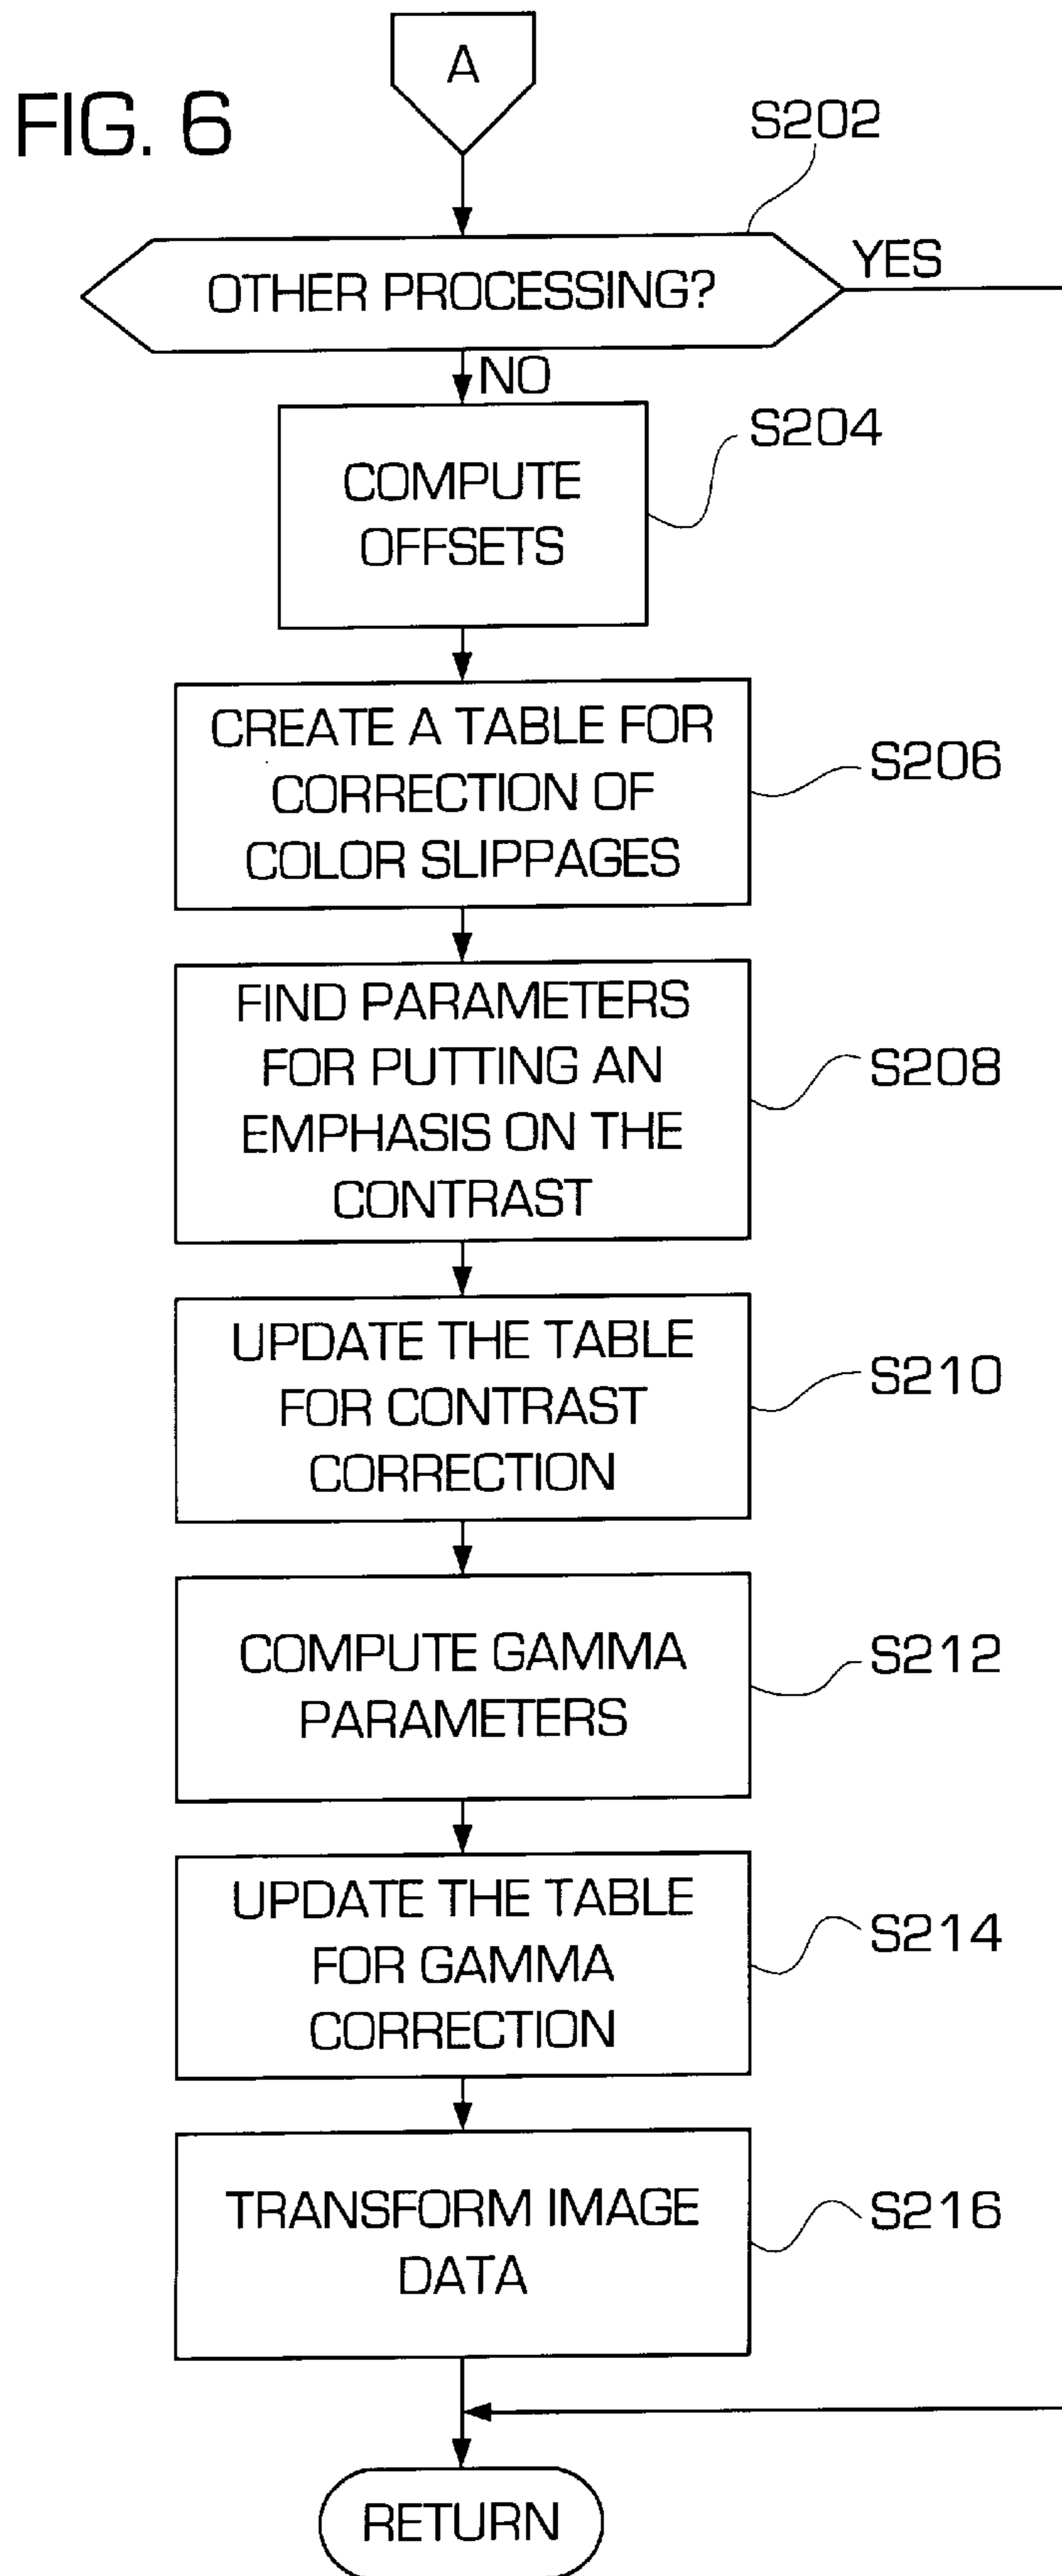 A
FIG. 6
S202
OTHER PROCESSING?
YES
NO
S204
COMPUTE
OFFSETS
CREATE A TABLE FOR
CORRECTION OF
COLOR SLIPPAGES
S206
FIND PARAMETERS
FOR PUTTING AN
EMPHASIS ON THE
CONTRAST
S208
UPDATE THE TABLE
FOR CONTRAST
CORRECTION
S210
COMPUTE GAMMA
PARAMETERS
S212
UPDATE THE TABLE
FOR GAMMA
CORRECTION
S214
TRANSFORM IMAGE
DATA
S216
RETURN